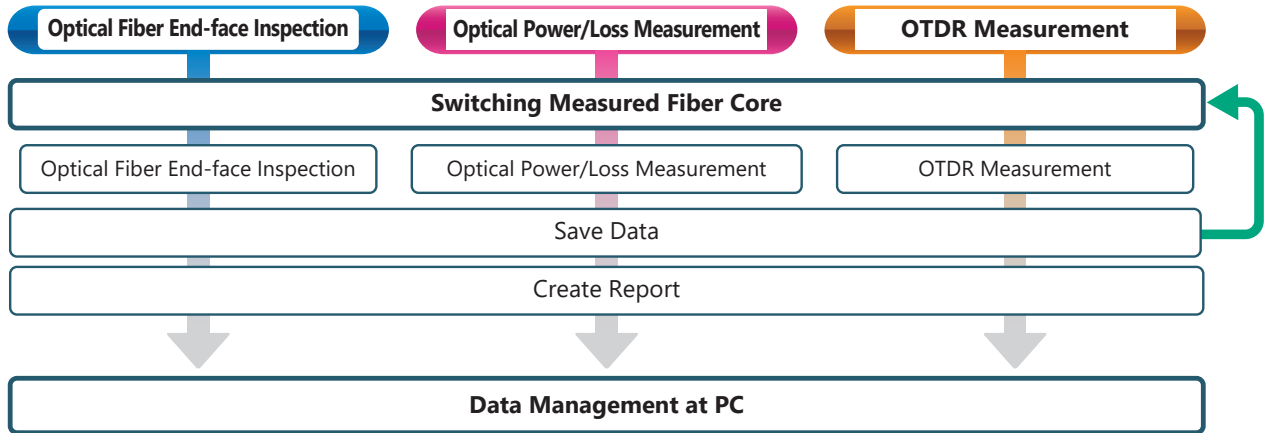 Optical Fiber End-face Inspection
Optical Power/Loss Measurement
OTDR Measurement
Switching Measured Fiber Core
Optical Fiber End-face Inspection
Optical Power/Loss Measurement
OTDR Measurement
Save Data
Create Report
Data Management at PC